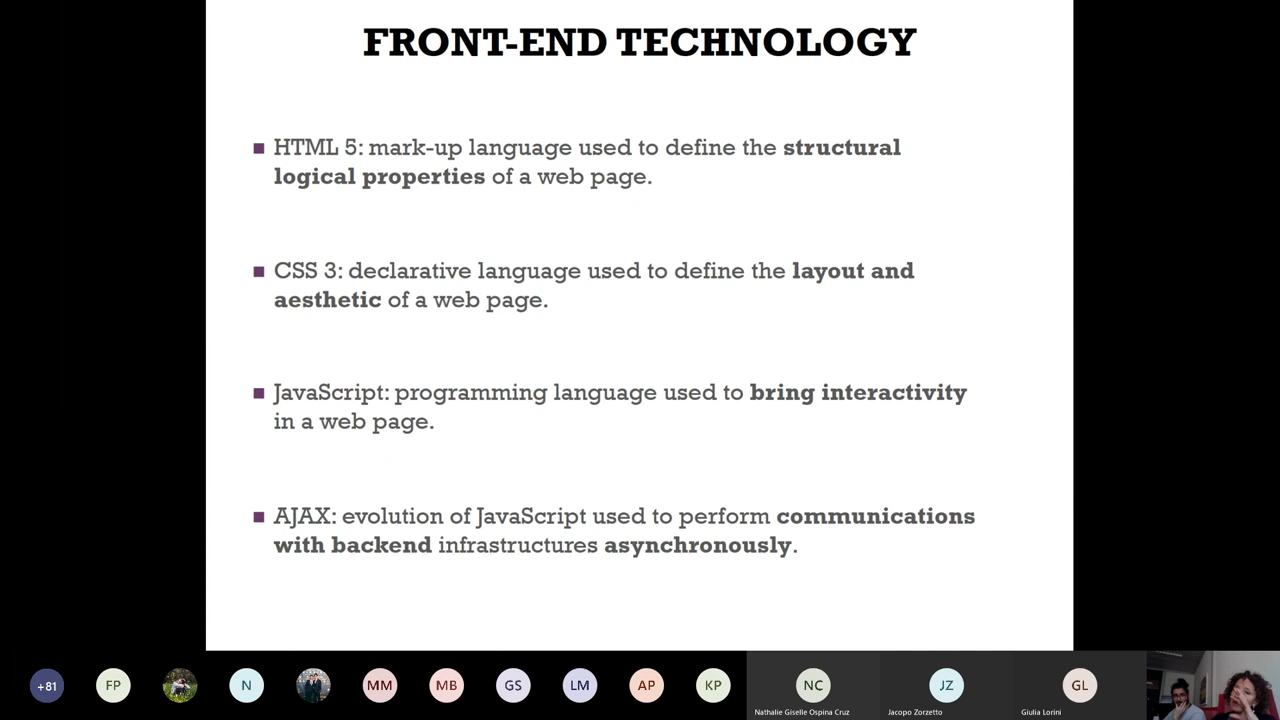 FRONT-END TECHNOLOGY
HTML 5: mark-up language used to define the structural
logical properties of a web page.
CSS 3: declarative language used to define the layout and
aesthetic of a web page.
JavaScript: programming language used to bring interactivity
in a web page.
AJAX: evolution of JavaScript used to perform communications
with backend infrastructures asynchronously.
+81 FP N MM MB GS LM AP KP NC JZ GL
Nathalie Giselle Ospina Cruz Jacopo Zorzetto Giulia Lorini